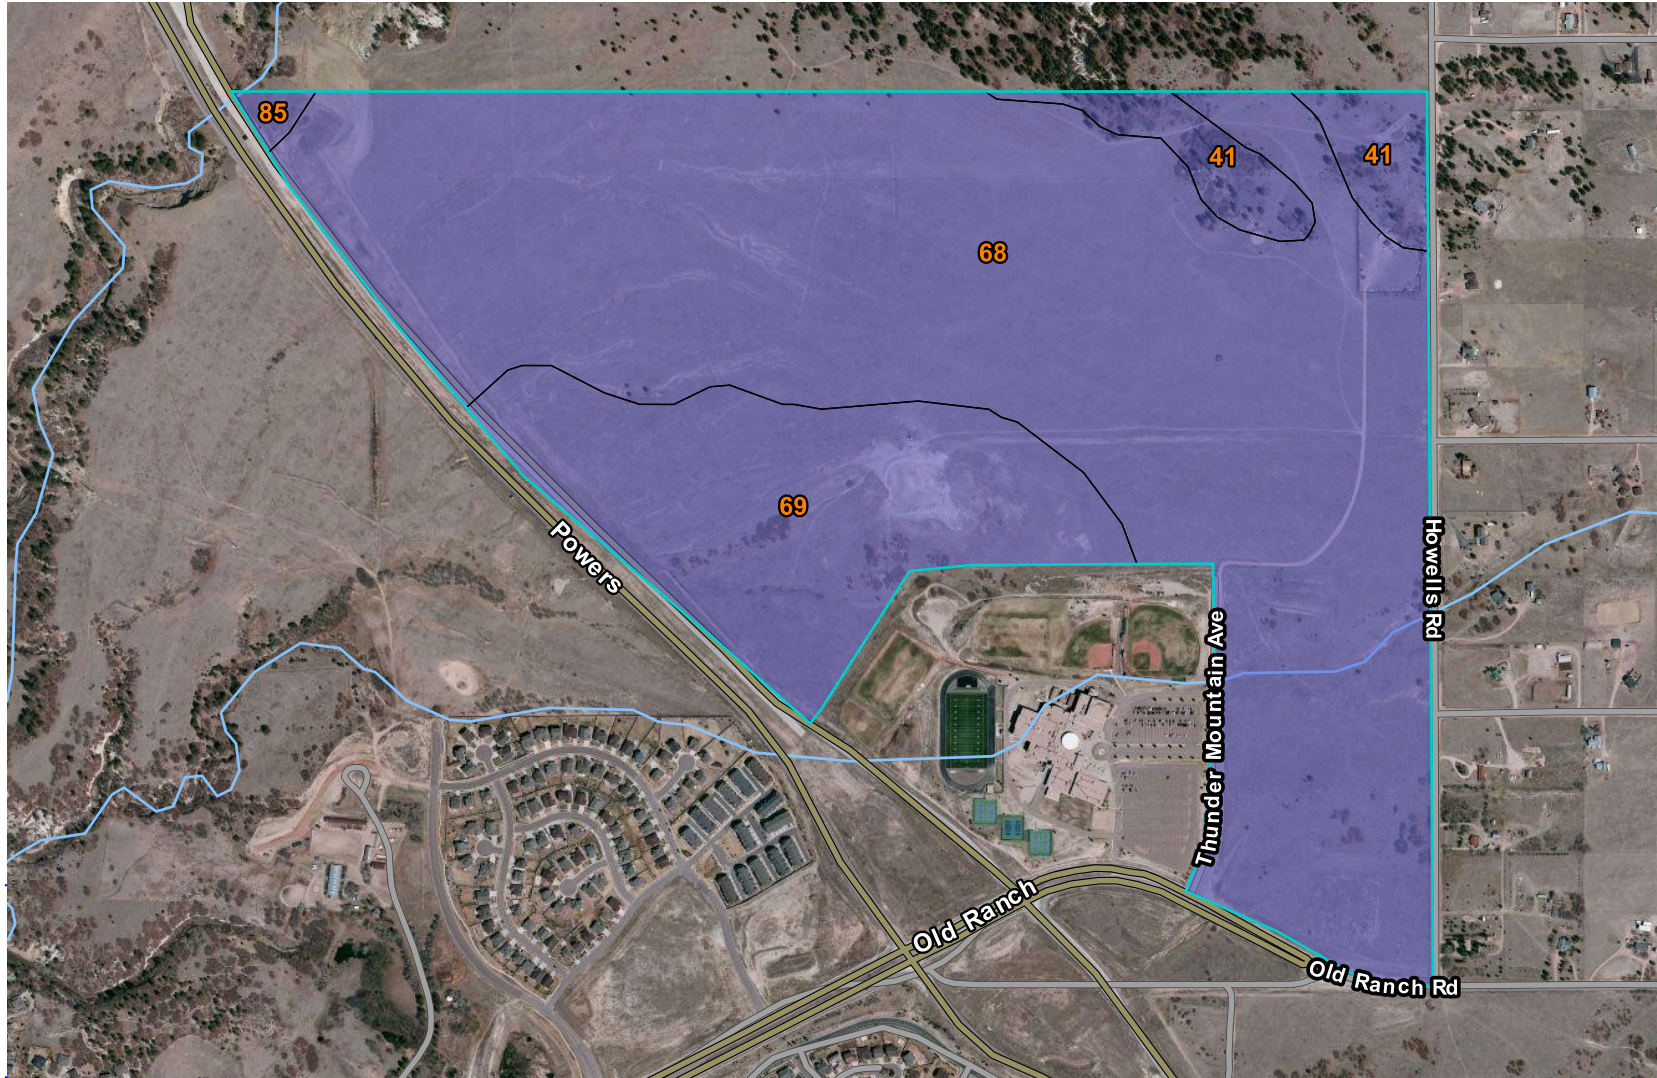 85
41
41
68
69
Powers
Howells Rd
Thunder Mountain Ave
Old Ranch
Old Ranch Rd